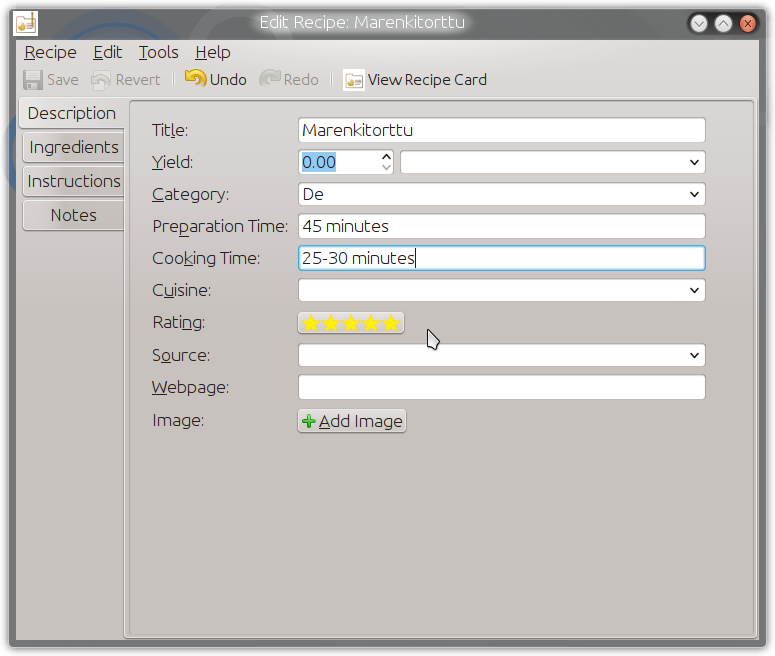 Edit Recipe: Marenkitorttu
Recipe Edit Tools Help
Save Revert Undo Redo View Recipe Card
Description
Ingredients
Instructions
Notes
Title: Marenkitorttu
Yield: 0.00
Category: De
Preparation Time: 45 minutes
Cooking Time: 25-30 minutes
Cuisine:
Rating:
Source:
Webpage:
Image: Add Image